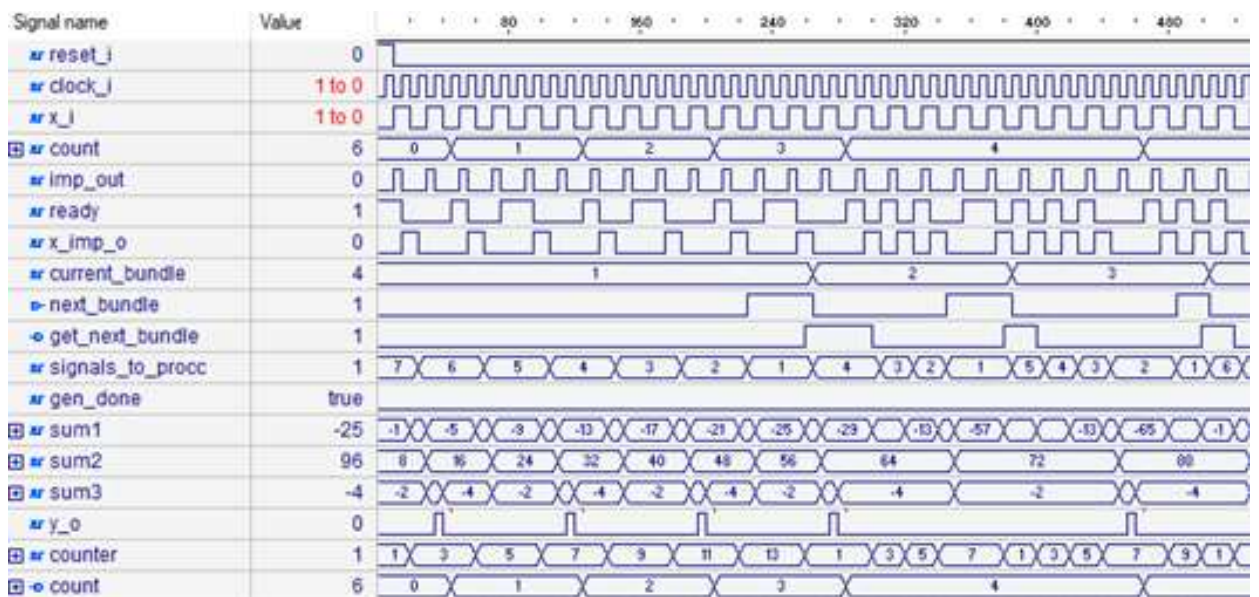 Signal name Value 80 160 240 320 400 480
reset_i 0
clock_i 1 to 0
x_i 1 to 0
count 6 0 1 2 3 4
imp_out 0
ready 1
x_imp_o 0
current_bundle 4 1 2 3
next_bundle 1
get_next_bundle 1
signals_to_procc 1 7 6 5 4 3 2 1 4 3 2 1 5 4 3 2 1 6
gen_done true
sum1 -25 -1 -5 -9 -13 -17 -21 -25 -29 -13 -57 -13 -65 -1
sum2 96 8 16 24 32 40 48 56 64 72 80
sum3 -4 -2 -4 -2 -4 -2 -4 -2 -4 -2 -4
y_o 0
counter 1 1 3 5 7 9 11 13 1 3 5 7 1 3 5 7 9 1
count 6 0 1 2 3 4